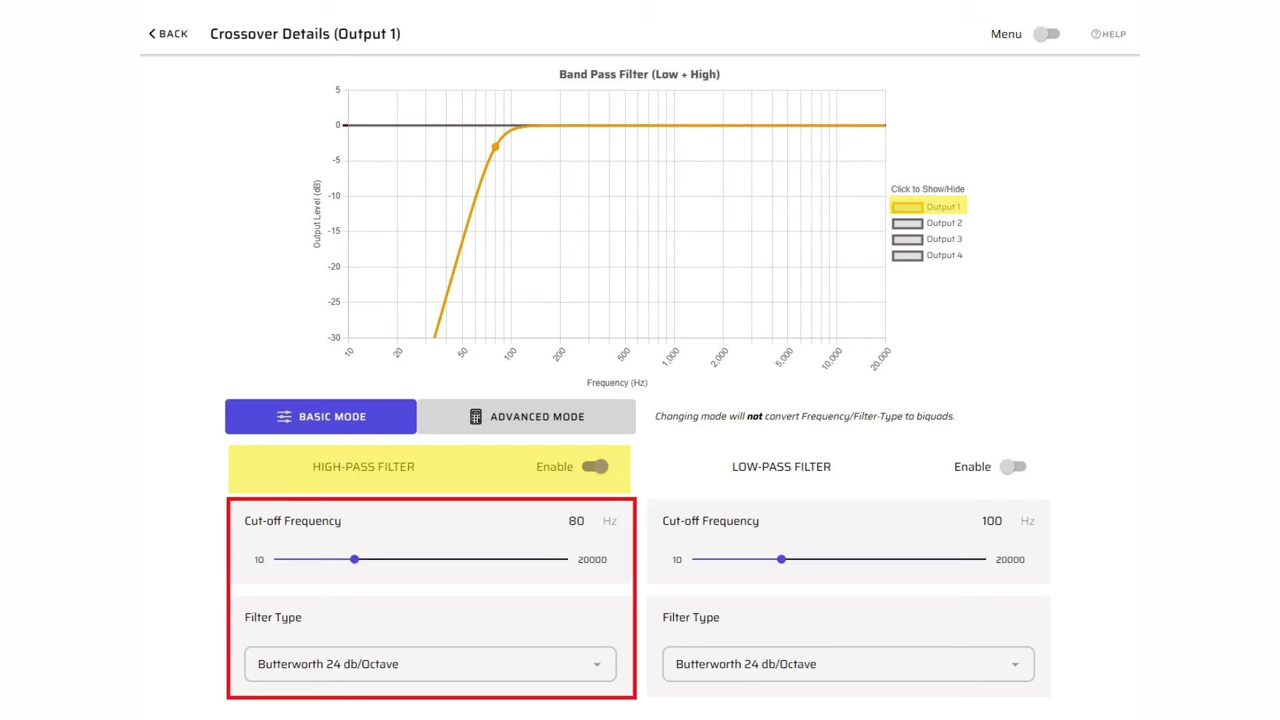 BACK
Crossover Details (Output 1)
Menu
HELP
Band Pass Filter (Low + High)
5
0
-5
-10
-15
-20
-25
-30
Output Level (dB)
10
20
50
100
200
500
1,000
2,000
5,000
10,000
20,000
Frequency (Hz)
Click to Show/Hide
Output 1
Output 2
Output 3
Output 4
BASIC MODE
ADVANCED MODE
Changing mode will not convert Frequency/Filter-Type to biquads.
HIGH-PASS FILTER
Enable
Cut-off Frequency
80 Hz
10
20000
Filter Type
Butterworth 24 db/Octave
LOW-PASS FILTER
Enable
Cut-off Frequency
100 Hz
10
20000
Filter Type
Butterworth 24 db/Octave